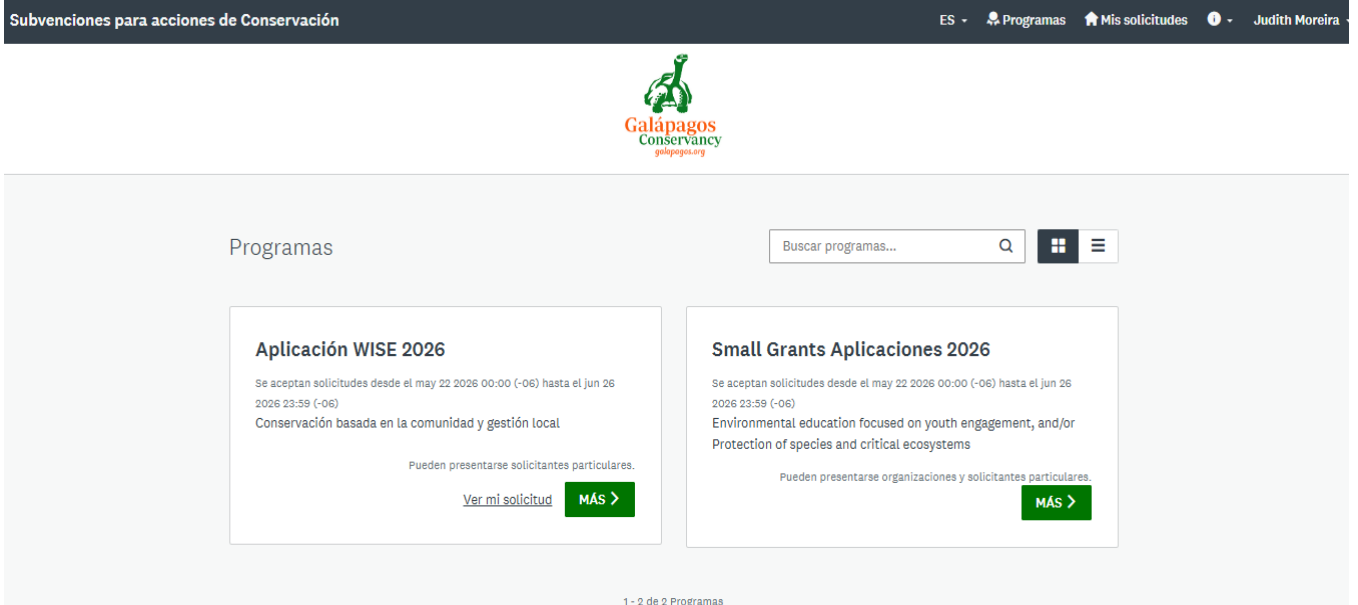 Subvenciones para acciones de Conservación
ES
Programas
Mis solicitudes
Judith Moreira
Galápagos
Conservancy
galapagos.org
Programas
Buscar programas...
Aplicación WISE 2026
Se aceptan solicitudes desde el may 22 2026 00:00 (-06) hasta el jun 26
2026 23:59 (-06)
Conservación basada en la comunidad y gestión local
Pueden presentarse solicitantes particulares.
Ver mi solicitud
MÁS
Small Grants Aplicaciones 2026
Se aceptan solicitudes desde el may 22 2026 00:00 (-06) hasta el jun 26
2026 23:59 (-06)
Environmental education focused on youth engagement, and/or
Protection of species and critical ecosystems
Pueden presentarse organizaciones y solicitantes particulares.
MÁS
1 - 2 de 2 Programas